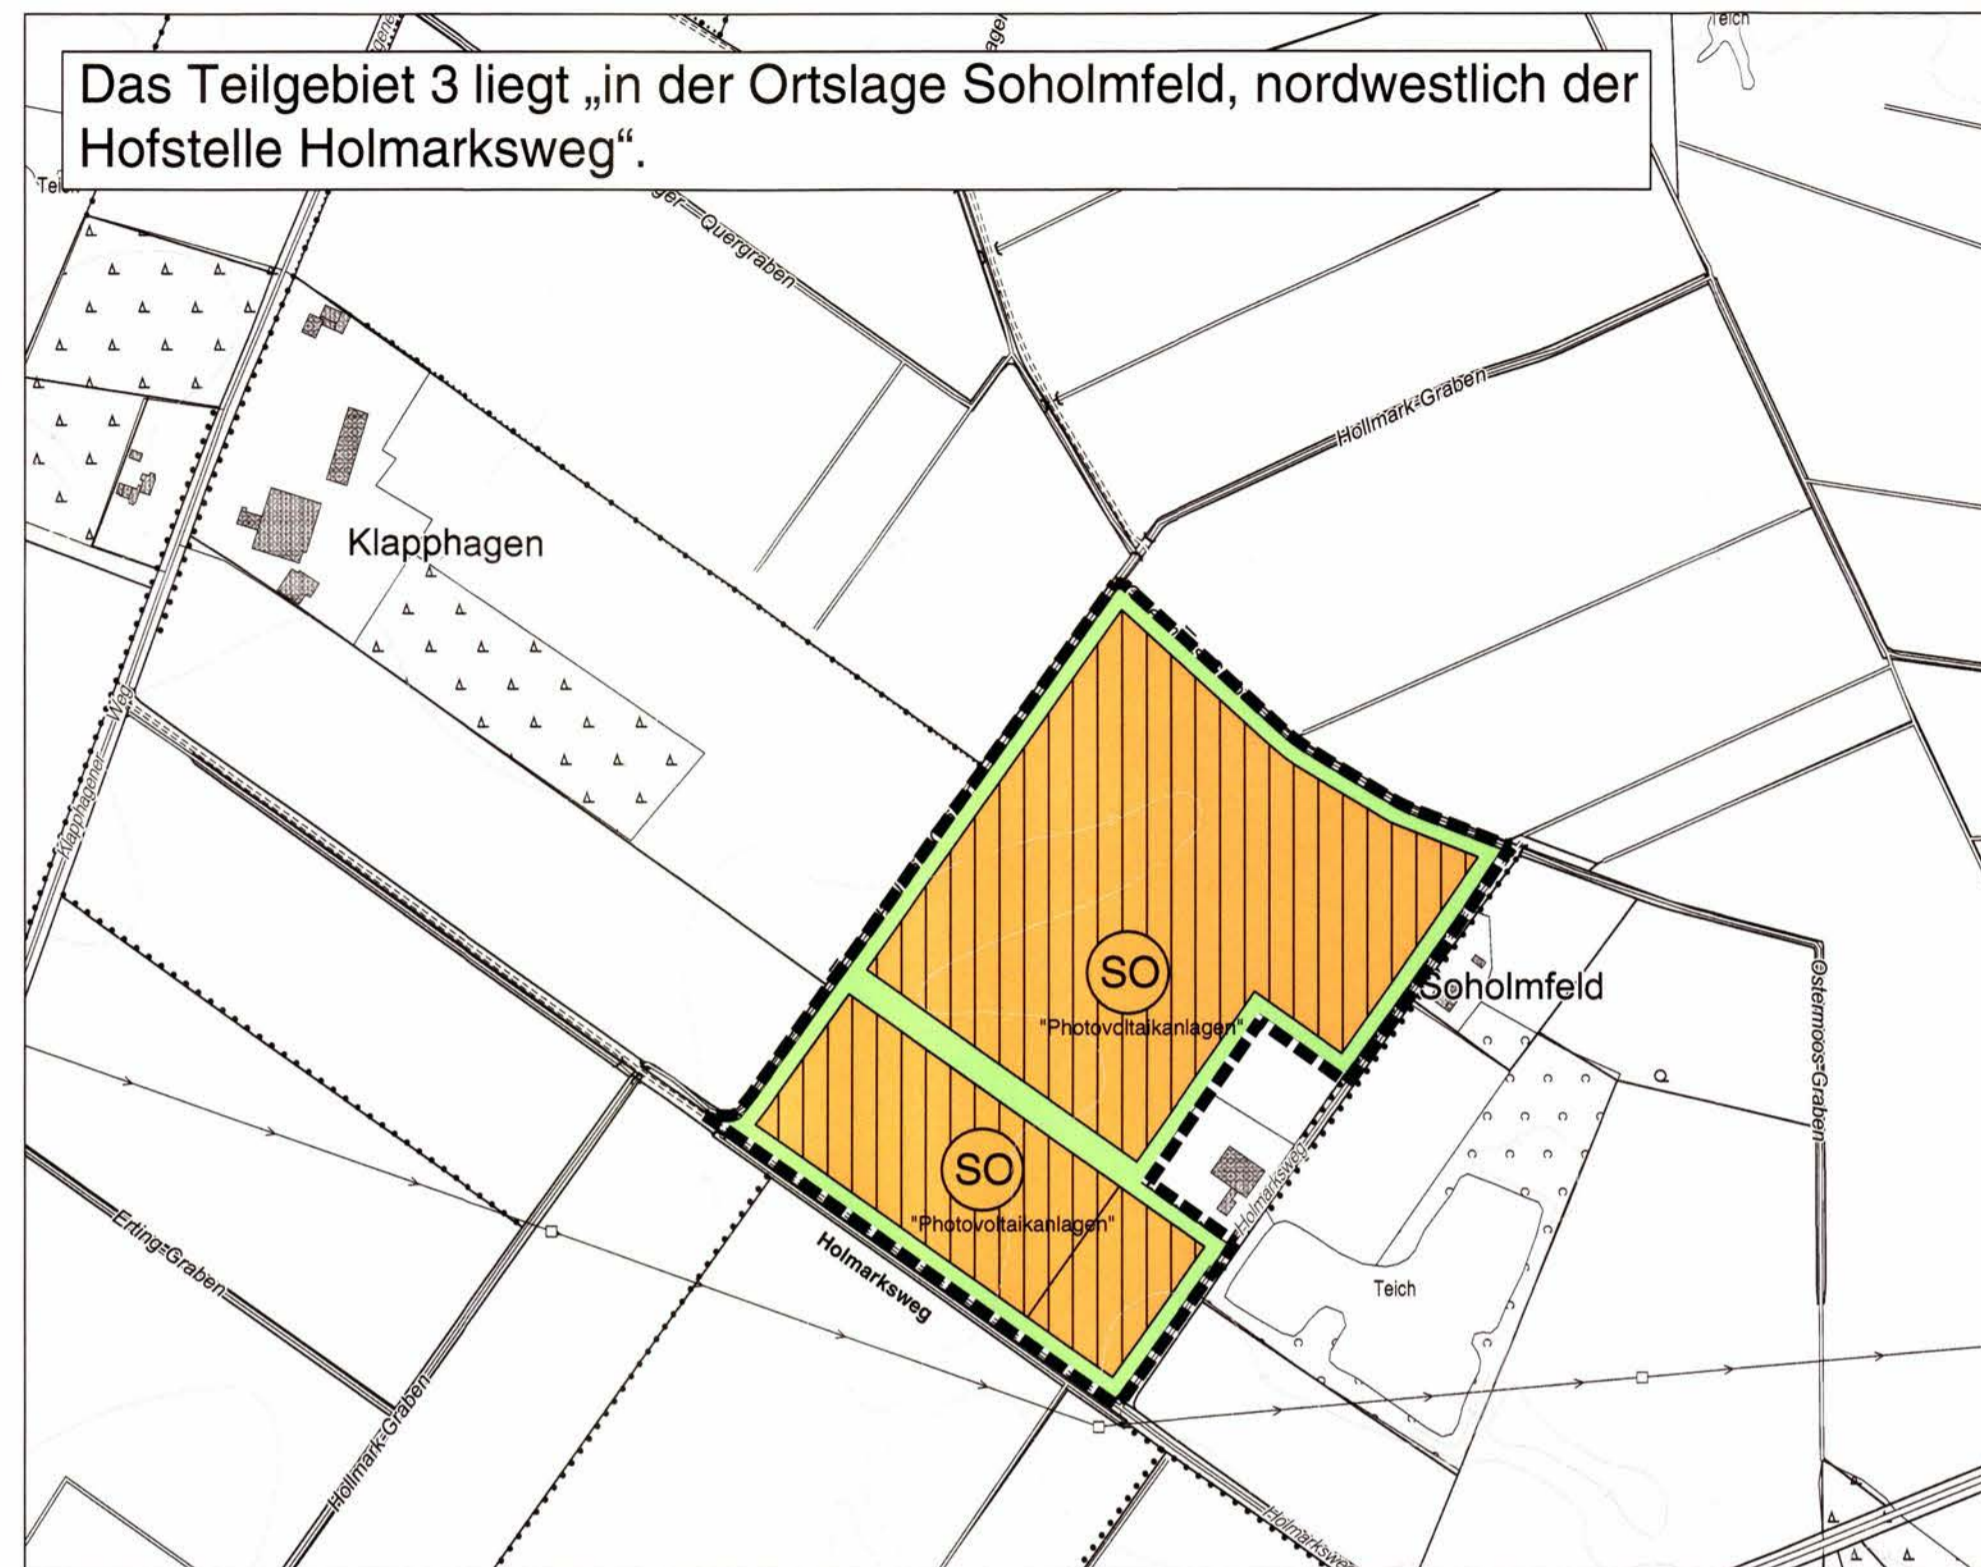 Das Teilgebiet 3 liegt „in der Ortslage Soholmfeld, nordwestlich der
Hofstelle Holmarksweg“.
Teich
Quergraben
Hollmark-Graben
Klapphagen
Klapphagener Weg
SO
"Photovoltaikanlagen"
Soholmfeld
Ostermoos-Graben
SO
"Photovoltaikanlagen"
Holmarksweg
Holmarksweg
Teich
Erting-Graben
Hollmark-Graben
Holmarksweg